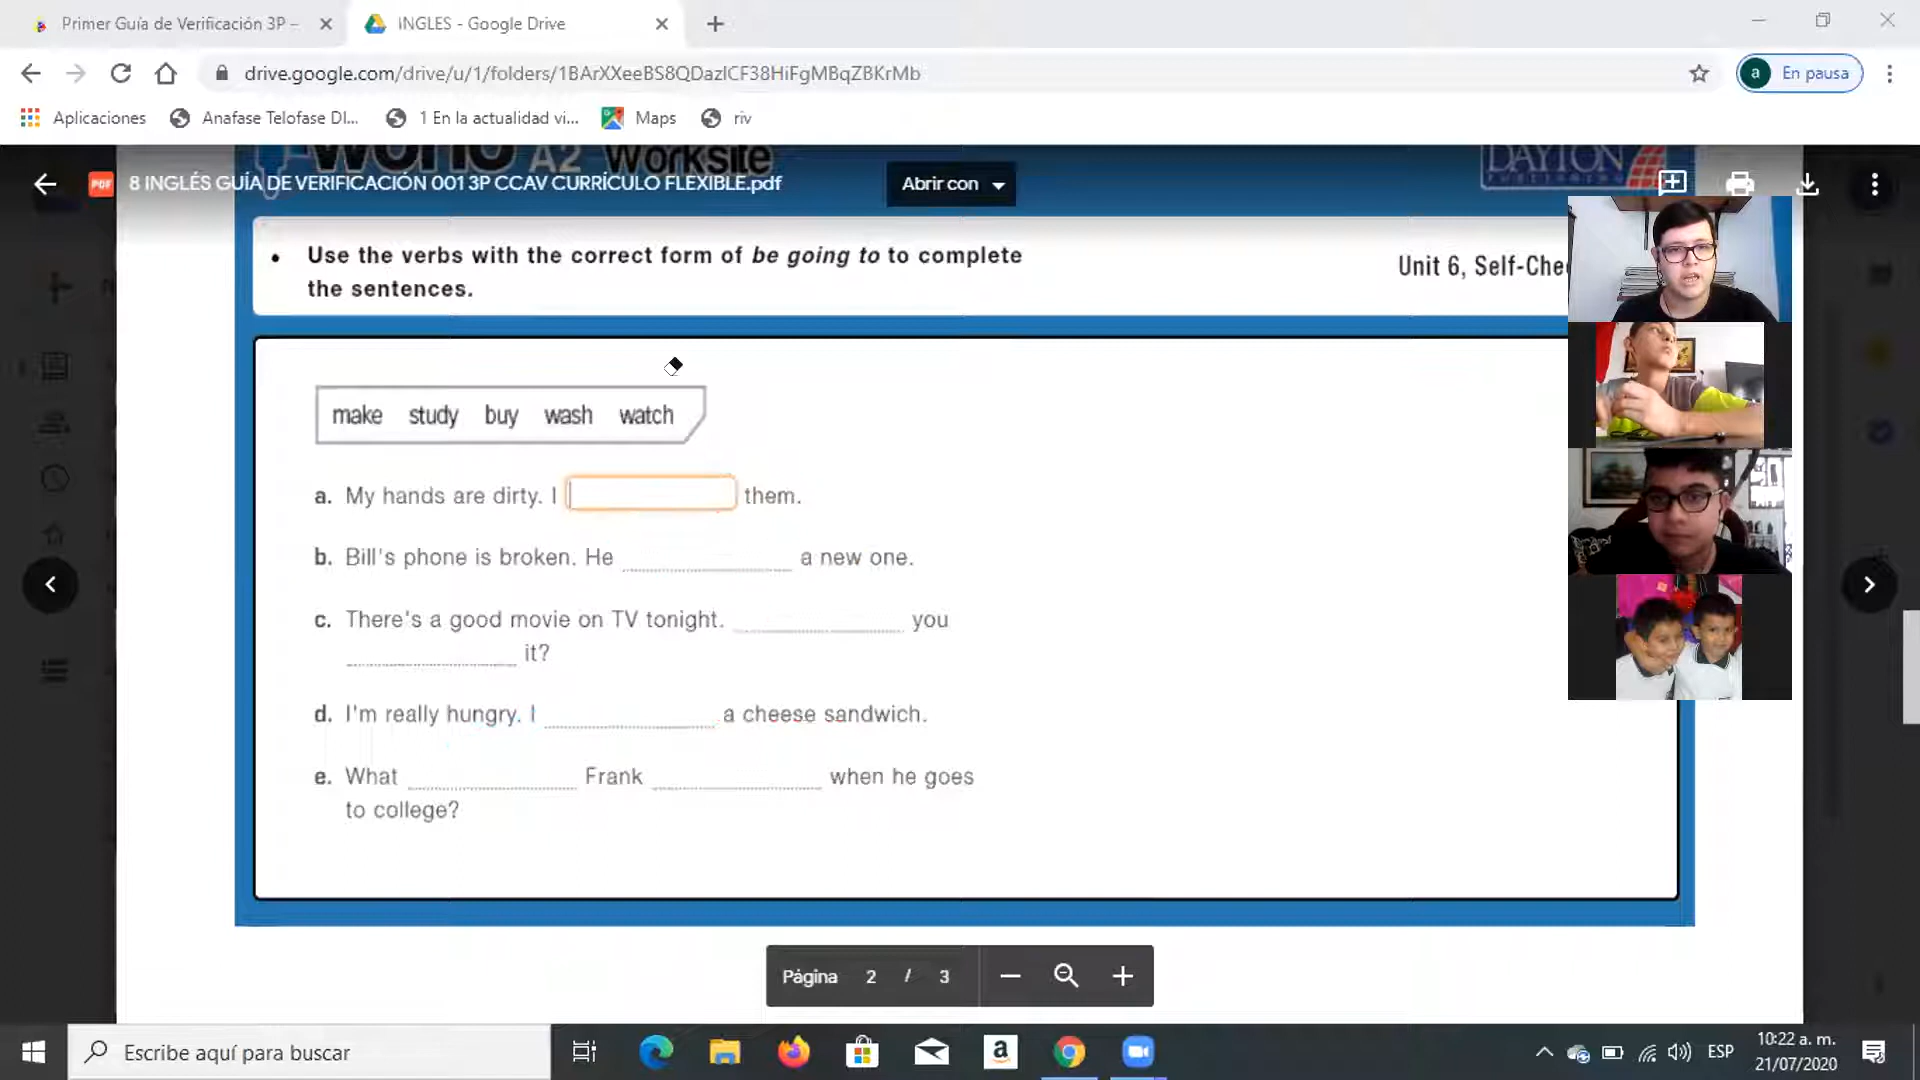 Primer Guía de Verificación 3P –
INGLES - Google Drive
drive.google.com/drive/u/1/folders/1BArXXeeBS8QDazICF38HiFgMBqZBKrMb
a En pausa
Aplicaciones
Anafase Telofase DI...
1 En la actualidad vi...
Maps
riv
World A2 Worksite
DAYTON
PDF 8 INGLÉS GUÍA DE VERIFICACIÓN 001 3P CCAV CURRÍCULO FLEXIBLE.pdf
Abrir con
• Use the verbs with the correct form of be going to to complete
the sentences.
Unit 6, Self-Che
make study buy wash watch
a. My hands are dirty. I them.
b. Bill's phone is broken. He a new one.
c. There's a good movie on TV tonight. you
it?
d. I'm really hungry. I a cheese sandwich.
e. What Frank when he goes
to college?
Página 2 / 3
Escribe aquí para buscar
a
ESP
10:22 a. m.
21/07/2020